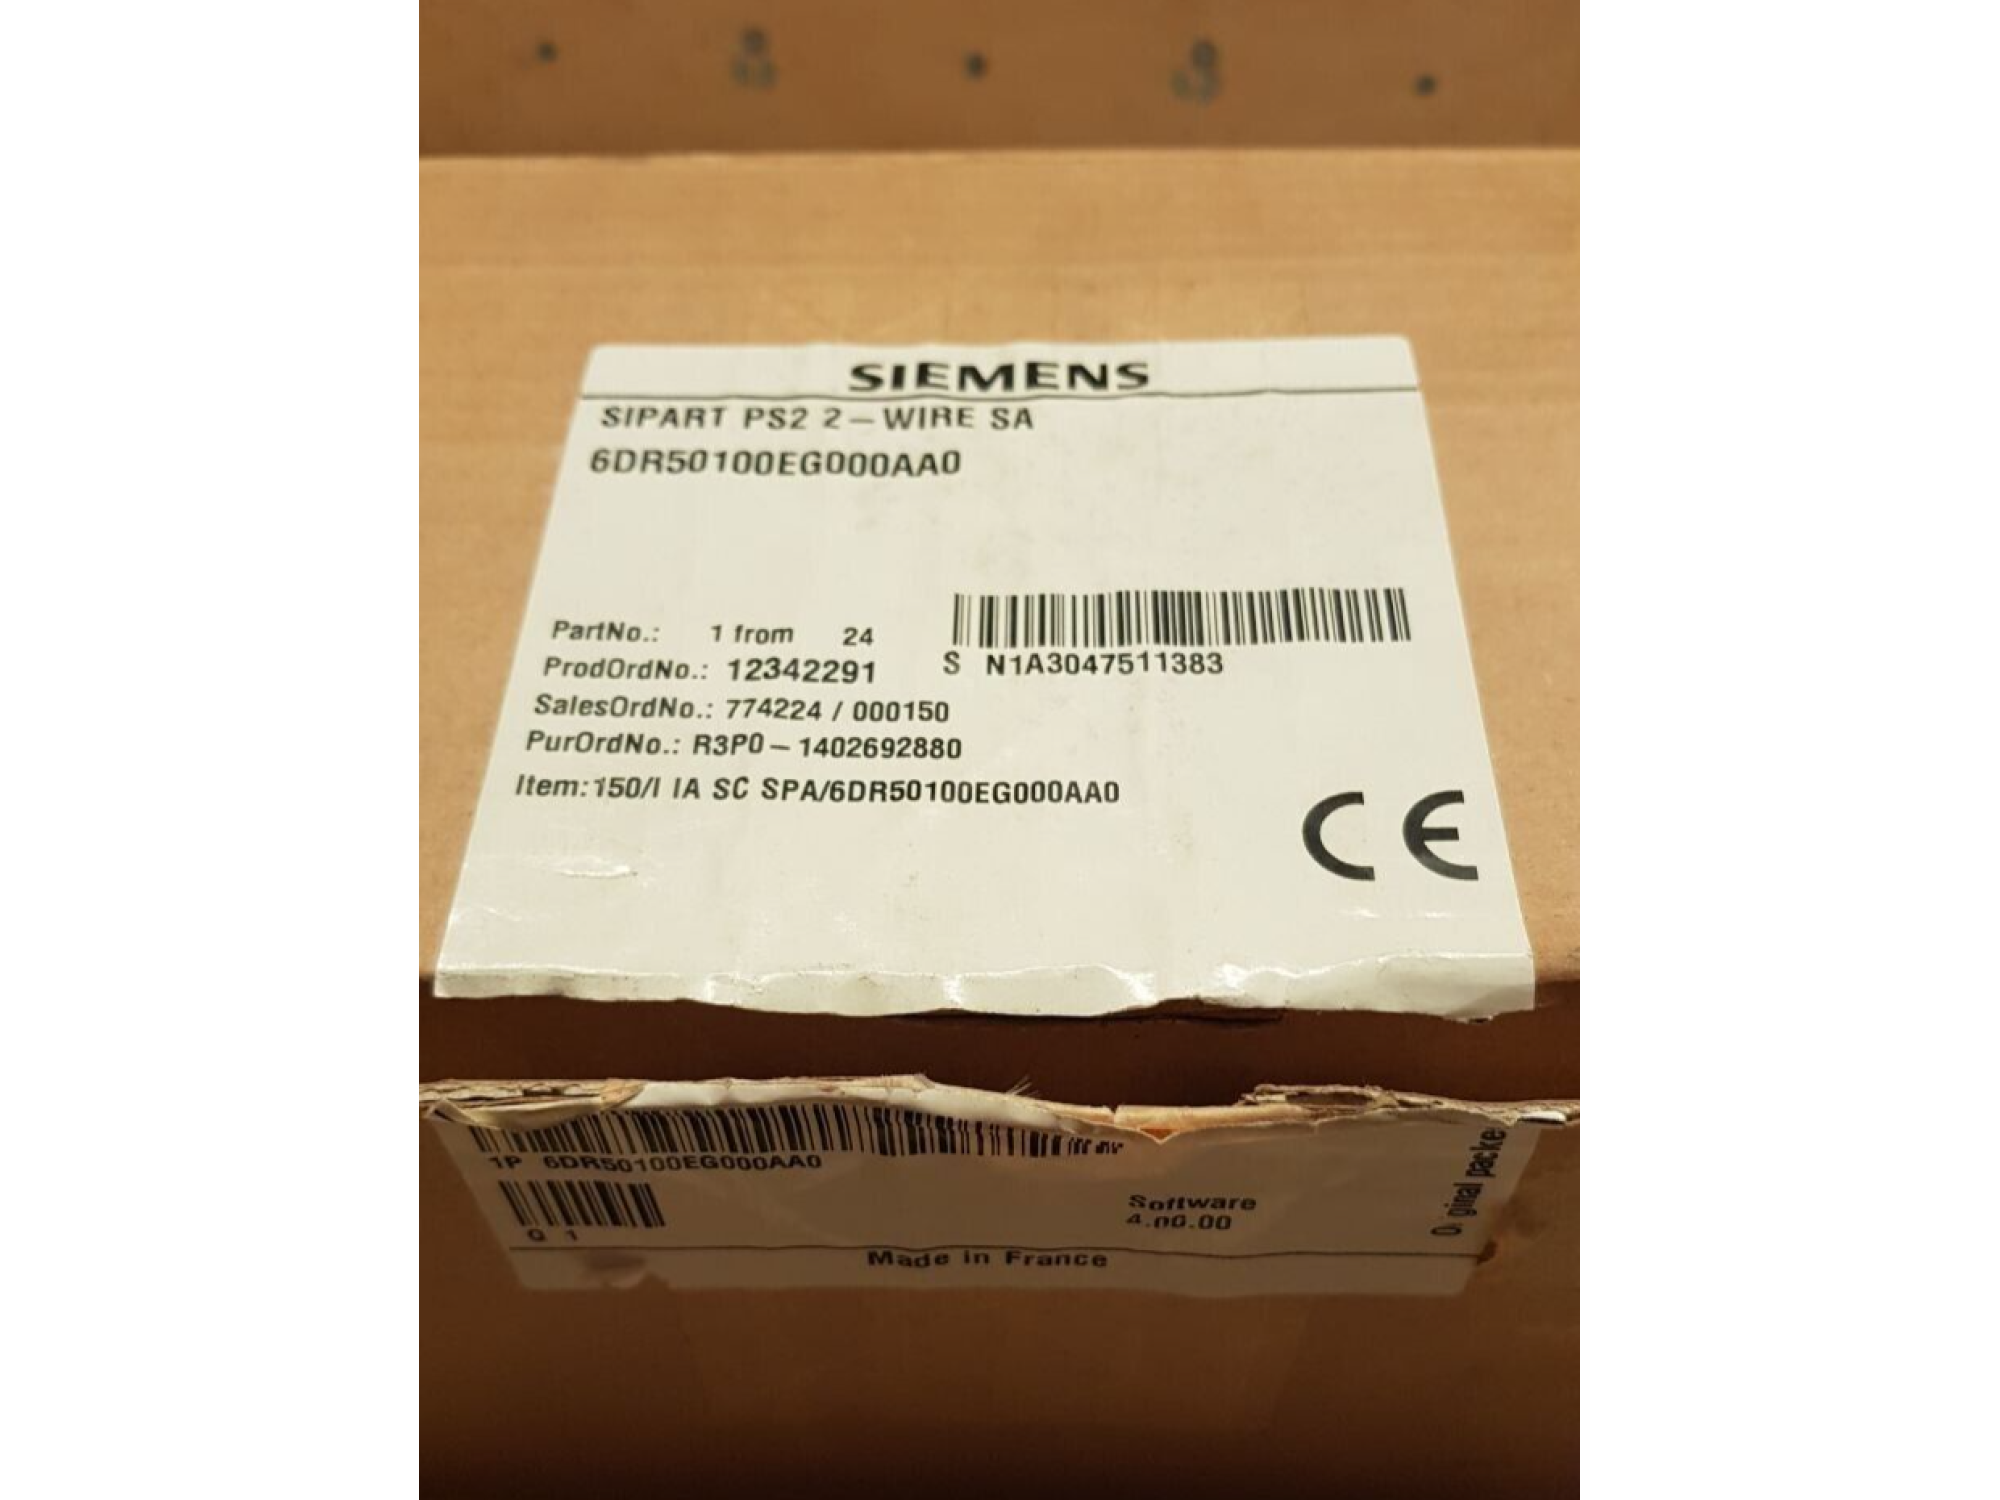 SIEMENS
SIPART PS2 2-WIRE SA
6DR50100EG000AA0
PartNo.: 1 from 24
ProdOrdNo.: 12342291
S N1A3047511383
SalesOrdNo.: 774224 / 000150
PurOrdNo.: R3P0-1402692880
Item:150/I IA SC SPA/6DR50100EG000AA0
CE
1P 6DR50100EG000AA0
Q 1
Software
4.00.00
Made in France